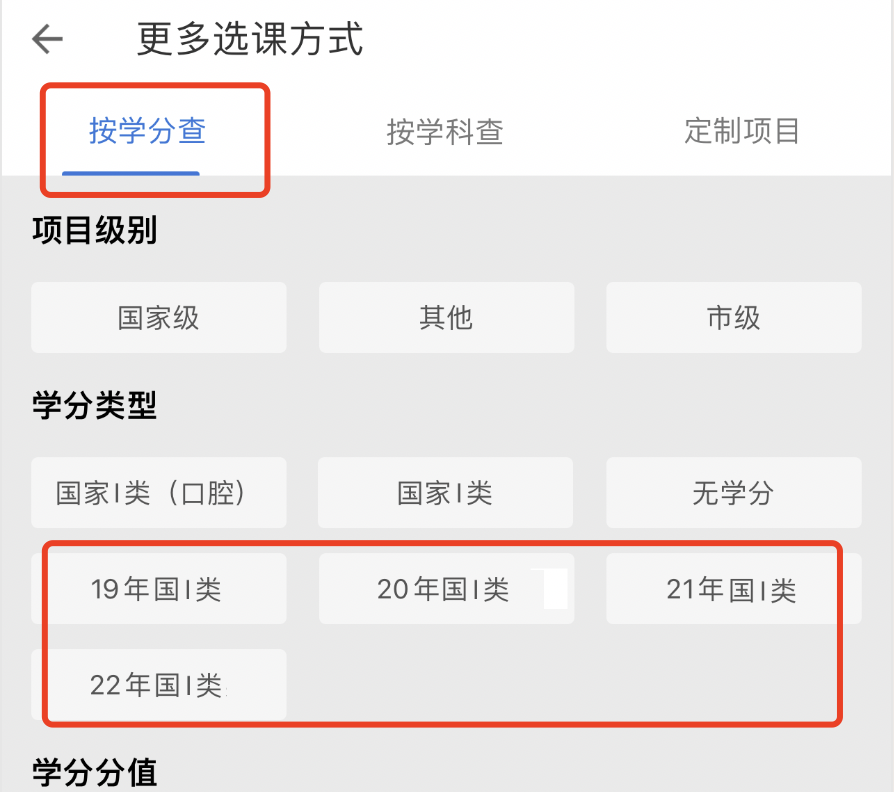 更多选课方式
按学分查 按学科查 定制项目
项目级别
国家级 其他 市级
学分类型
国家I类（口腔） 国家I类 无学分
19年国I类 20年国I类 21年国I类
22年国I类
学分分值